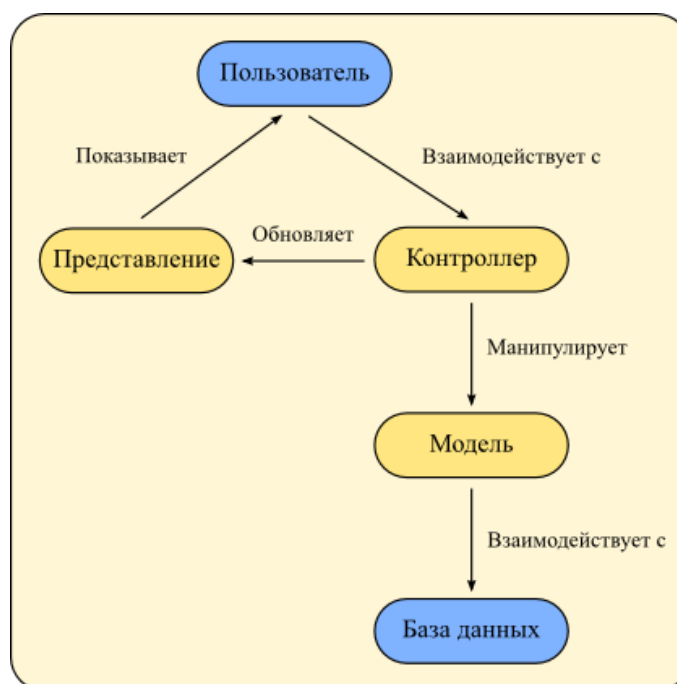 Пользователь
Показывает
Взаимодействует с
Обновляет
Представление
Контроллер
Манипулирует
Модель
Взаимодействует с
База данных